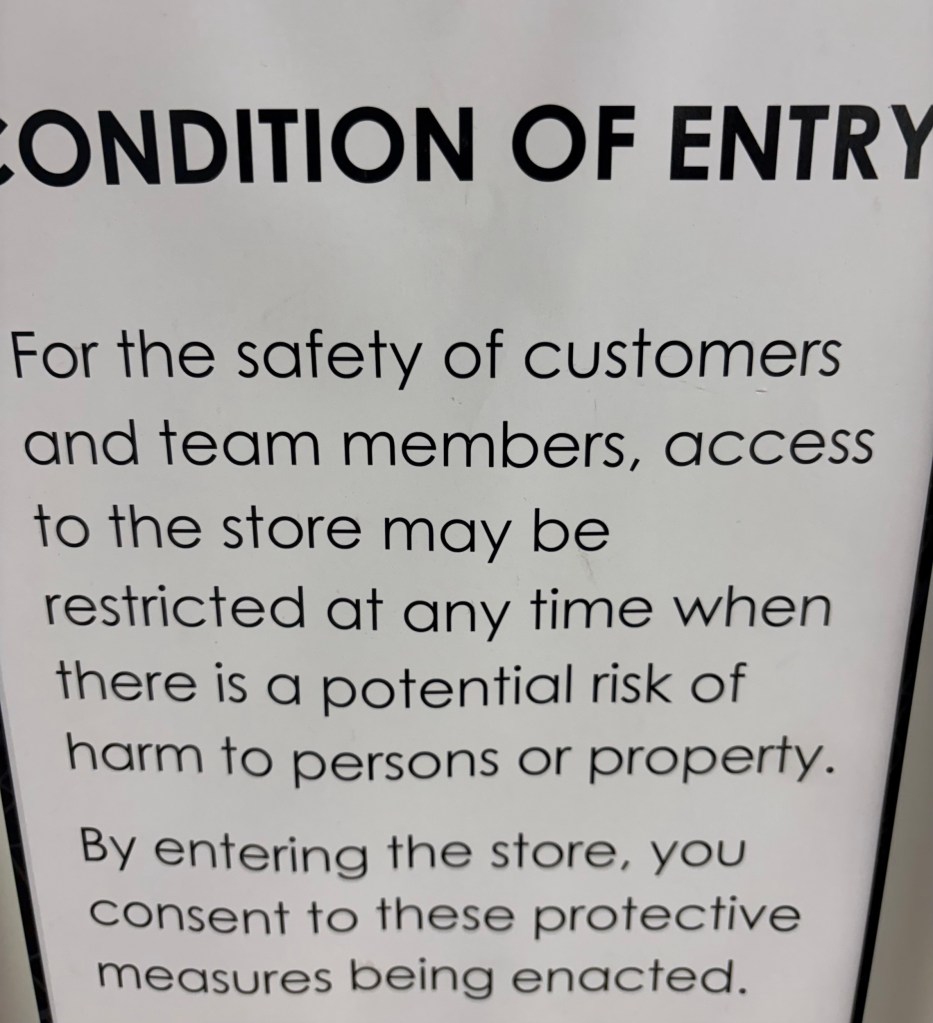 CONDITION OF ENTRY
For the safety of customers
and team members, access
to the store may be
restricted at any time when
there is a potential risk of
harm to persons or property.
By entering the store, you
consent to these protective
measures being enacted.